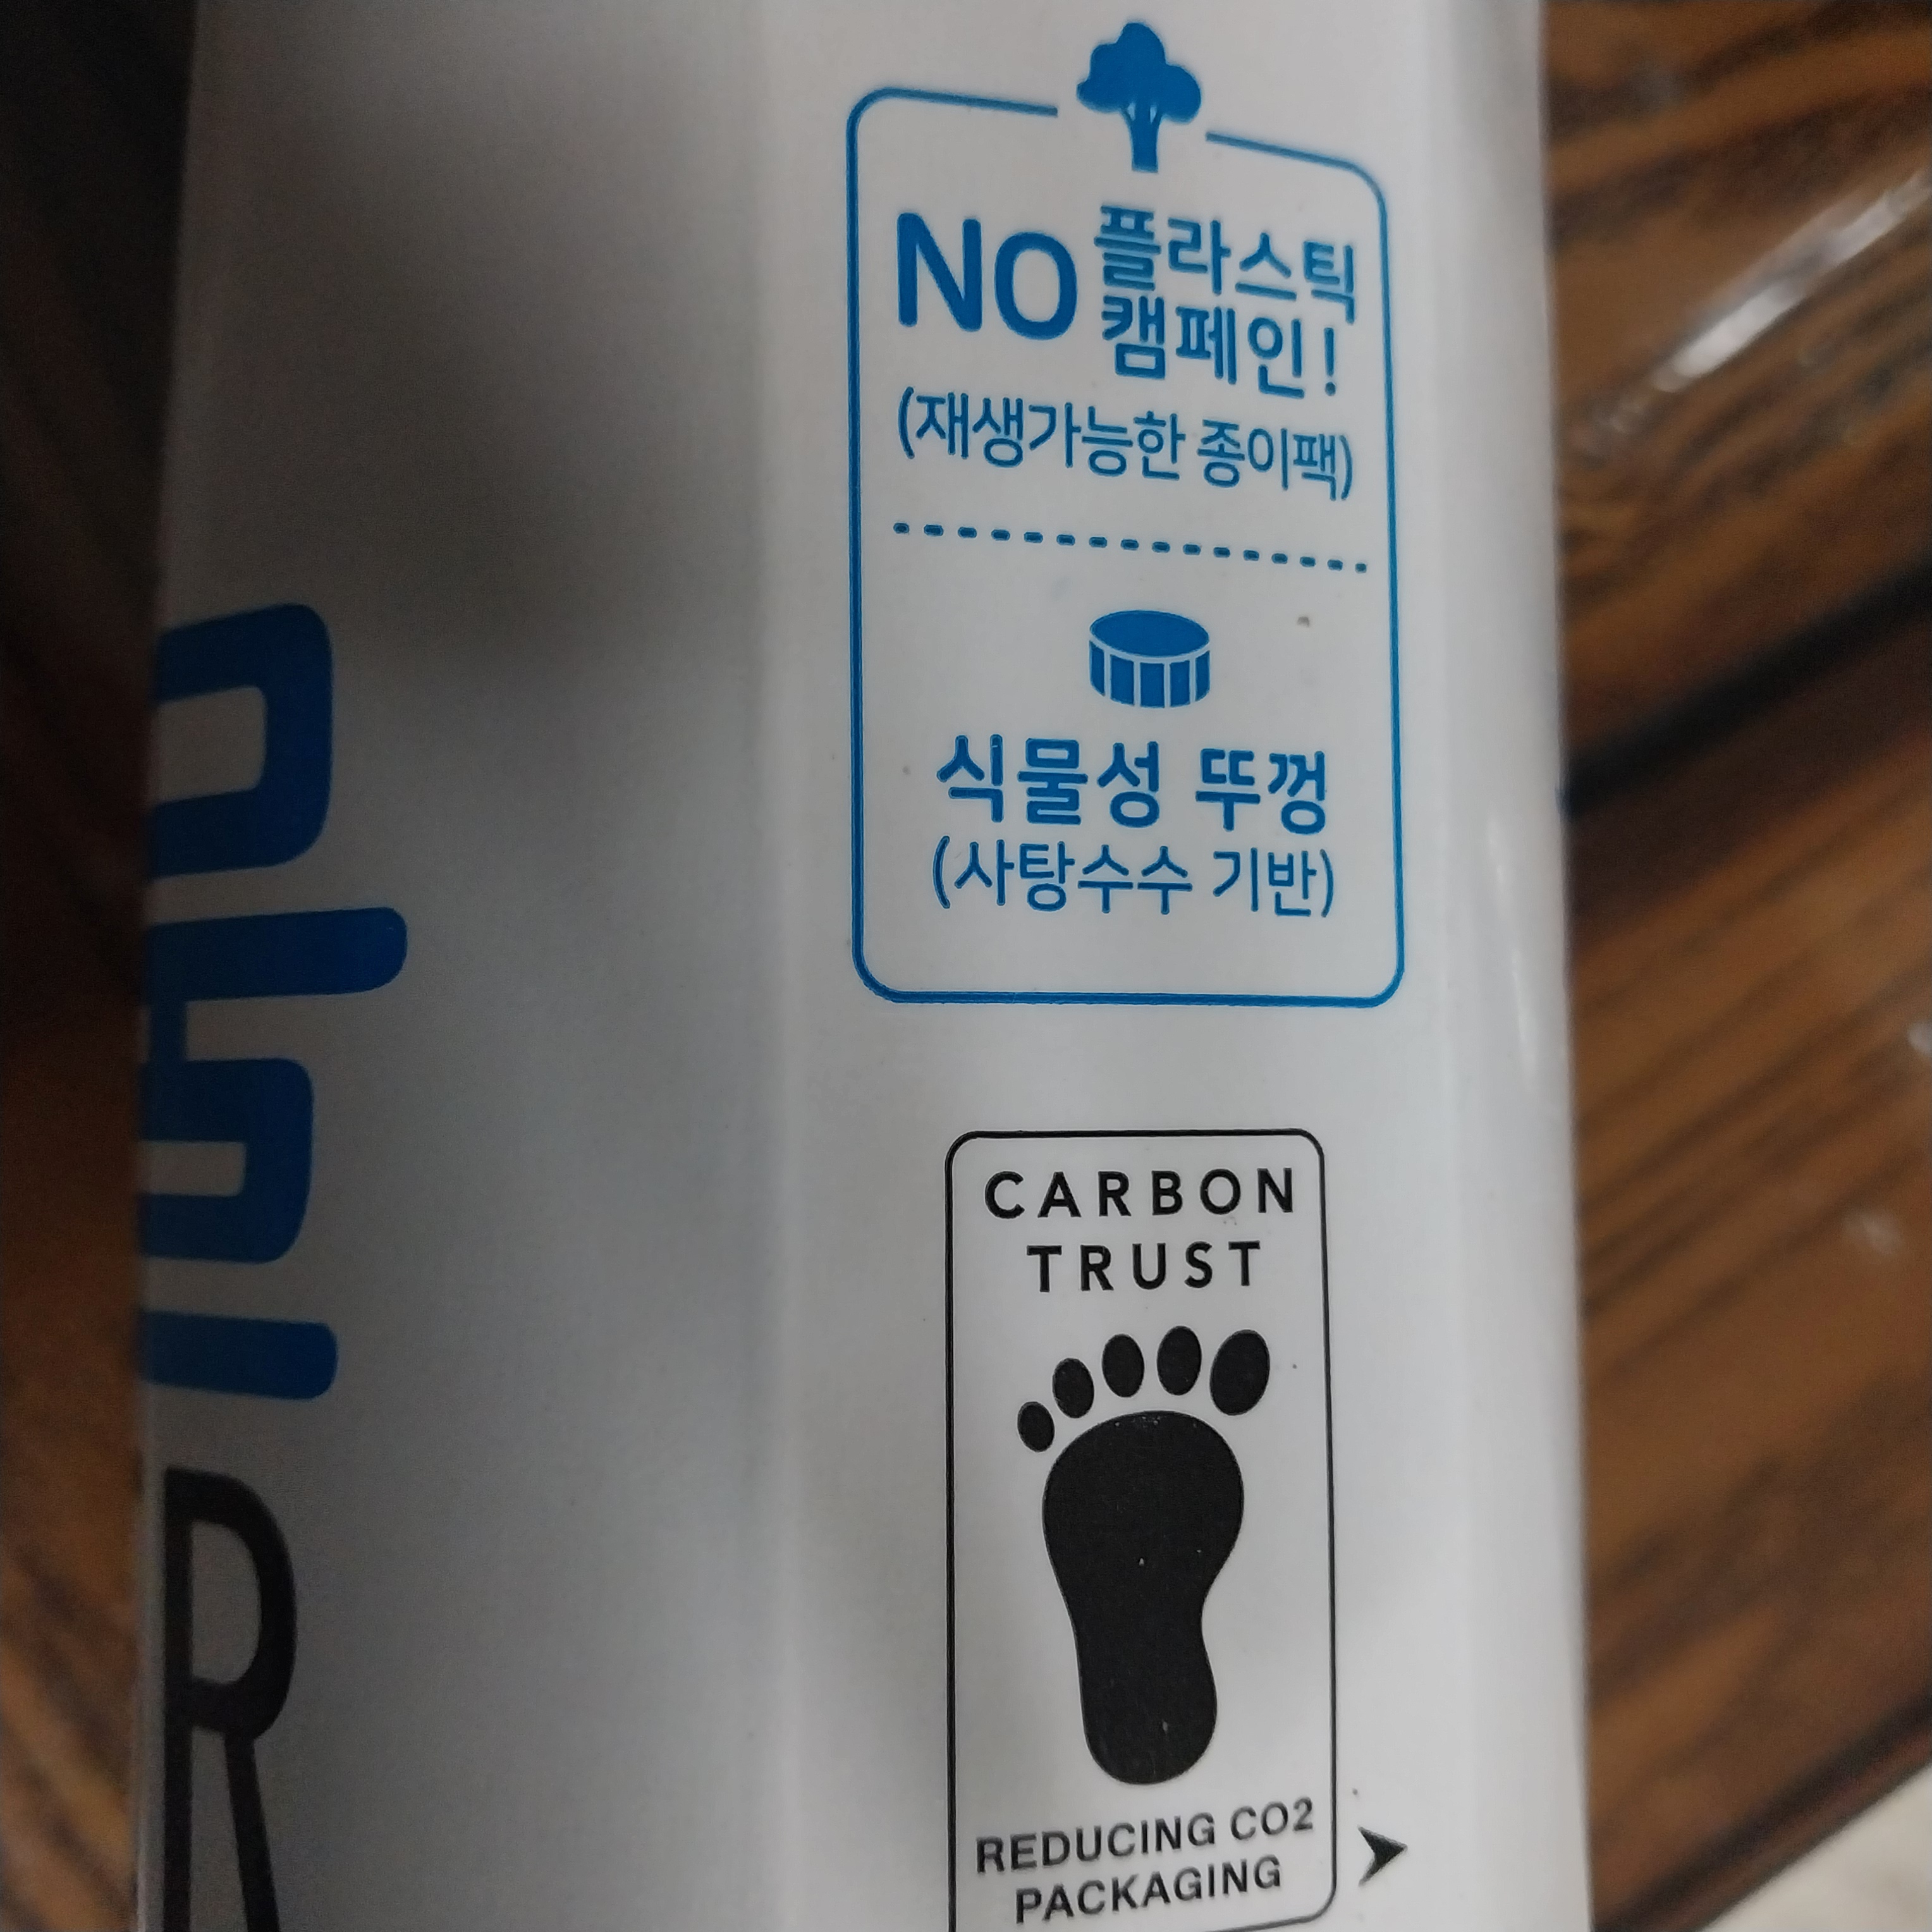 NO 플라스틱
캠페인!
(재생가능한 종이팩)
식물성 뚜껑
(사탕수수 기반)
CARBON
TRUST
REDUCING CO2
PACKAGING